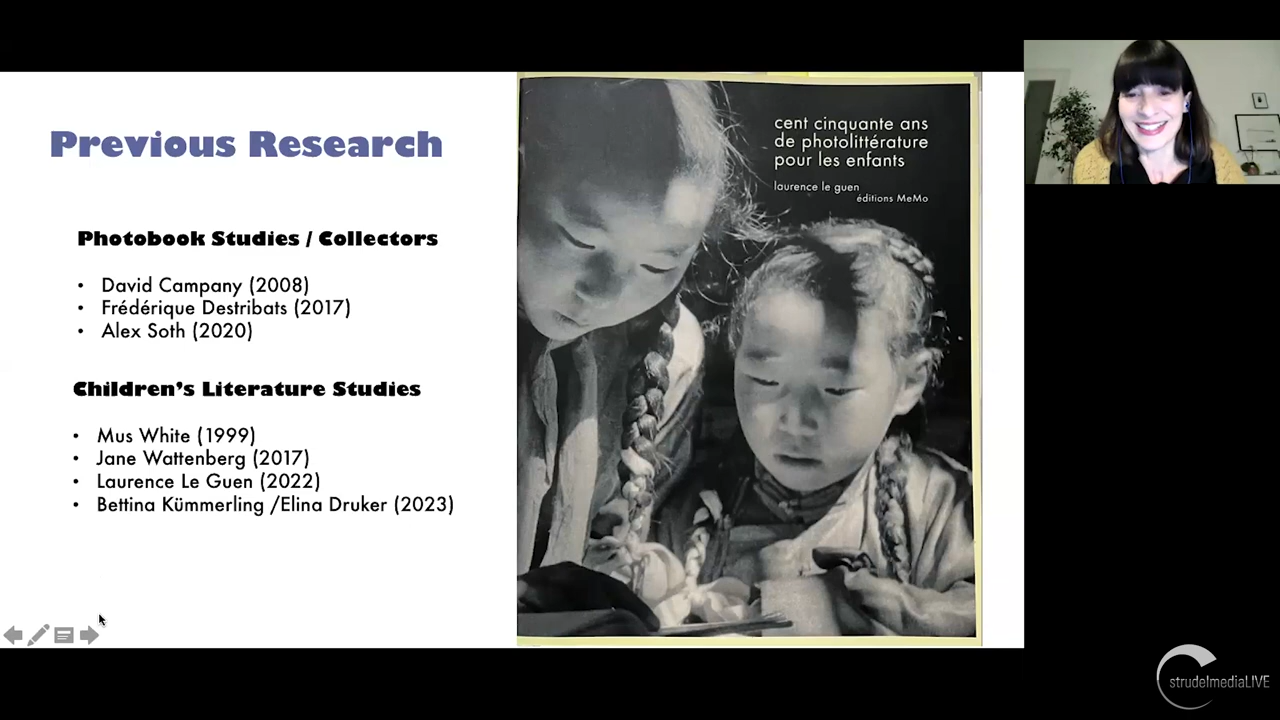 Previous Research
Photobook Studies / Collectors
• David Campany (2008)
• Frédérique Destribats (2017)
• Alex Soth (2020)
Children's Literature Studies
• Mus White (1999)
• Jane Wattenberg (2017)
• Laurence Le Guen (2022)
• Bettina Kümmerling /Elina Druker (2023)
cent cinquante ans
de photolittérature
pour les enfants
laurence le guen
éditions MeMo
strudelmediaLIVE